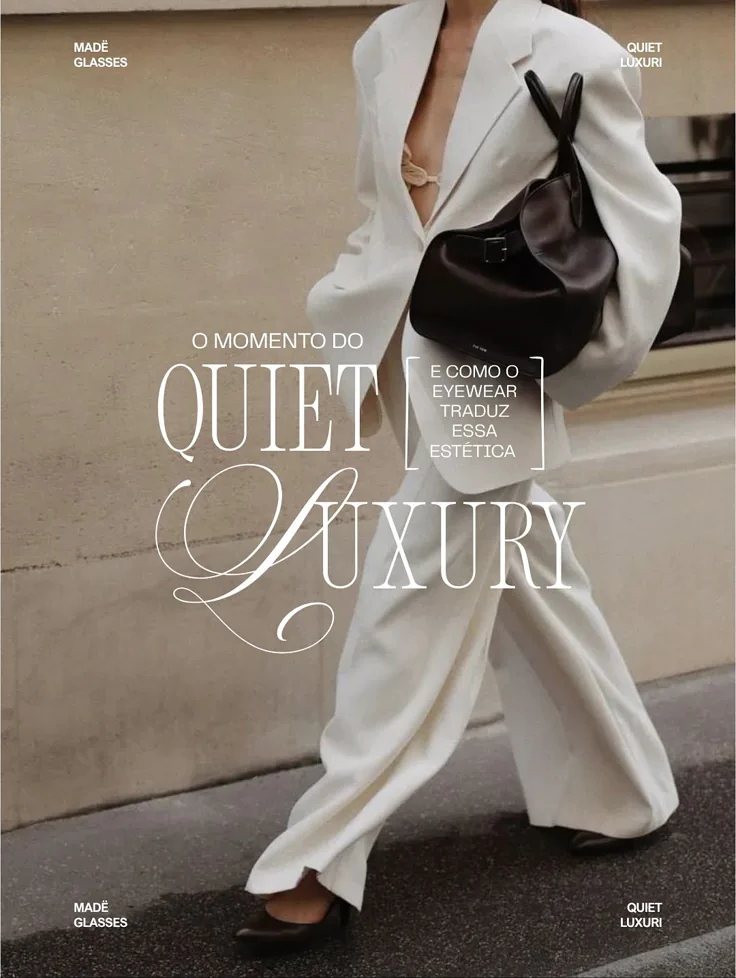 MADË
GLASSES
QUIET
LUXURI
O MOMENTO DO
QUIET
E COMO O
EYEWEAR
TRADUZ
ESSA
ESTÉTICA
LUXURY
MADË
GLASSES
QUIET
LUXURI